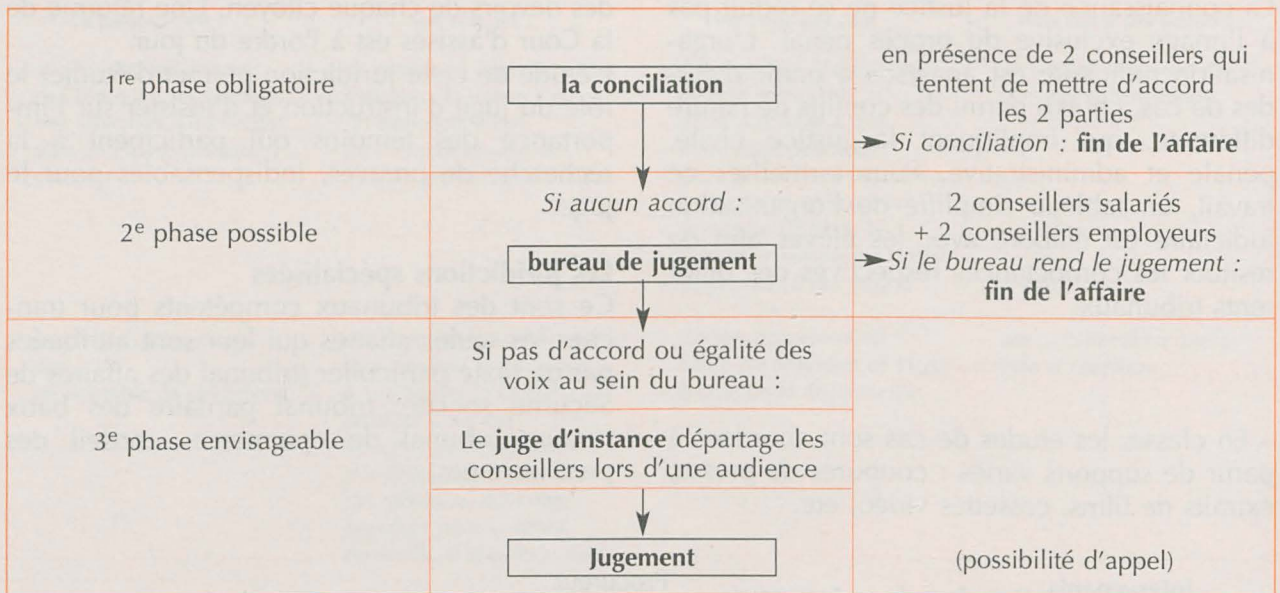 1re phase obligatoire
la conciliation
en présence de 2 conseillers qui
tentent de mettre d'accord
les 2 parties
Si conciliation : fin de l'affaire
2e phase possible
Si aucun accord :
bureau de jugement
2 conseillers salariés
+ 2 conseillers employeurs
Si le bureau rend le jugement :
fin de l'affaire
3e phase envisageable
Si pas d'accord ou égalité des
voix au sein du bureau :
Le juge d'instance départage les
conseillers lors d'une audience
Jugement
(possibilité d'appel)